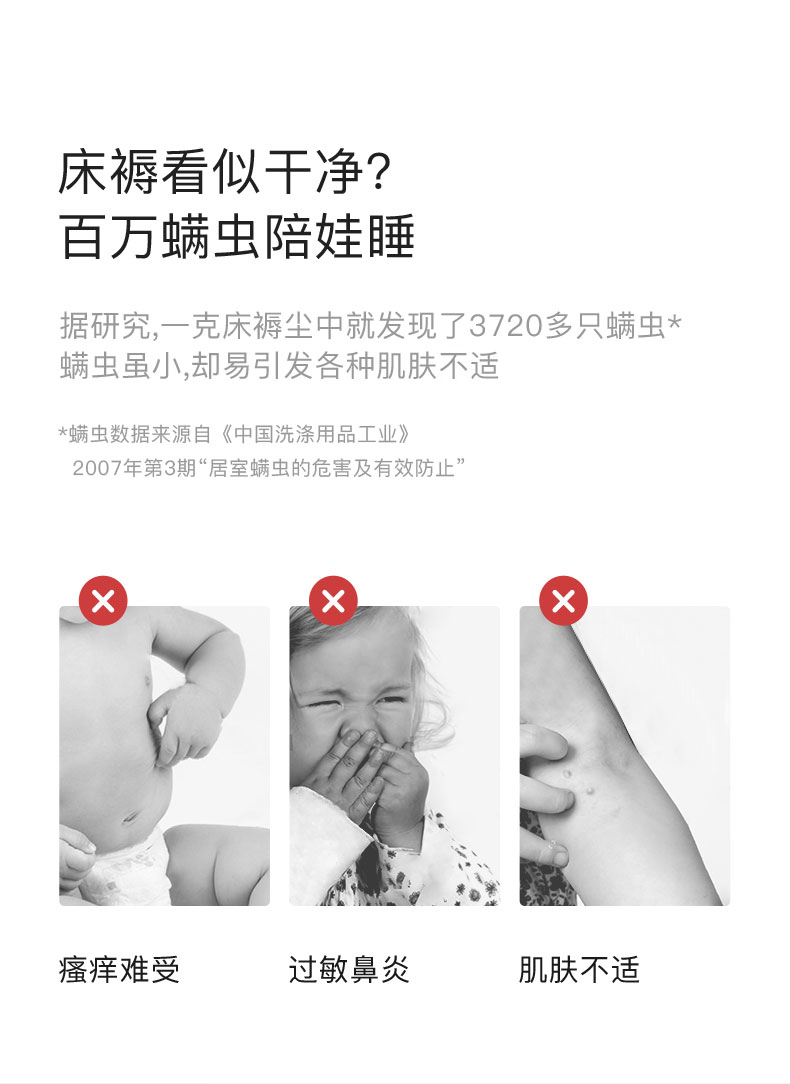 床褥看似干净?
百万螨虫陪娃睡
据研究,一克床褥尘中就发现了3720多只螨虫*
螨虫虽小,却易引发各种肌肤不适
*螨虫数据来源自《中国洗涤用品工业》
2007年第3期“居室螨虫的危害及有效防止”
瘙痒难受
过敏鼻炎
肌肤不适